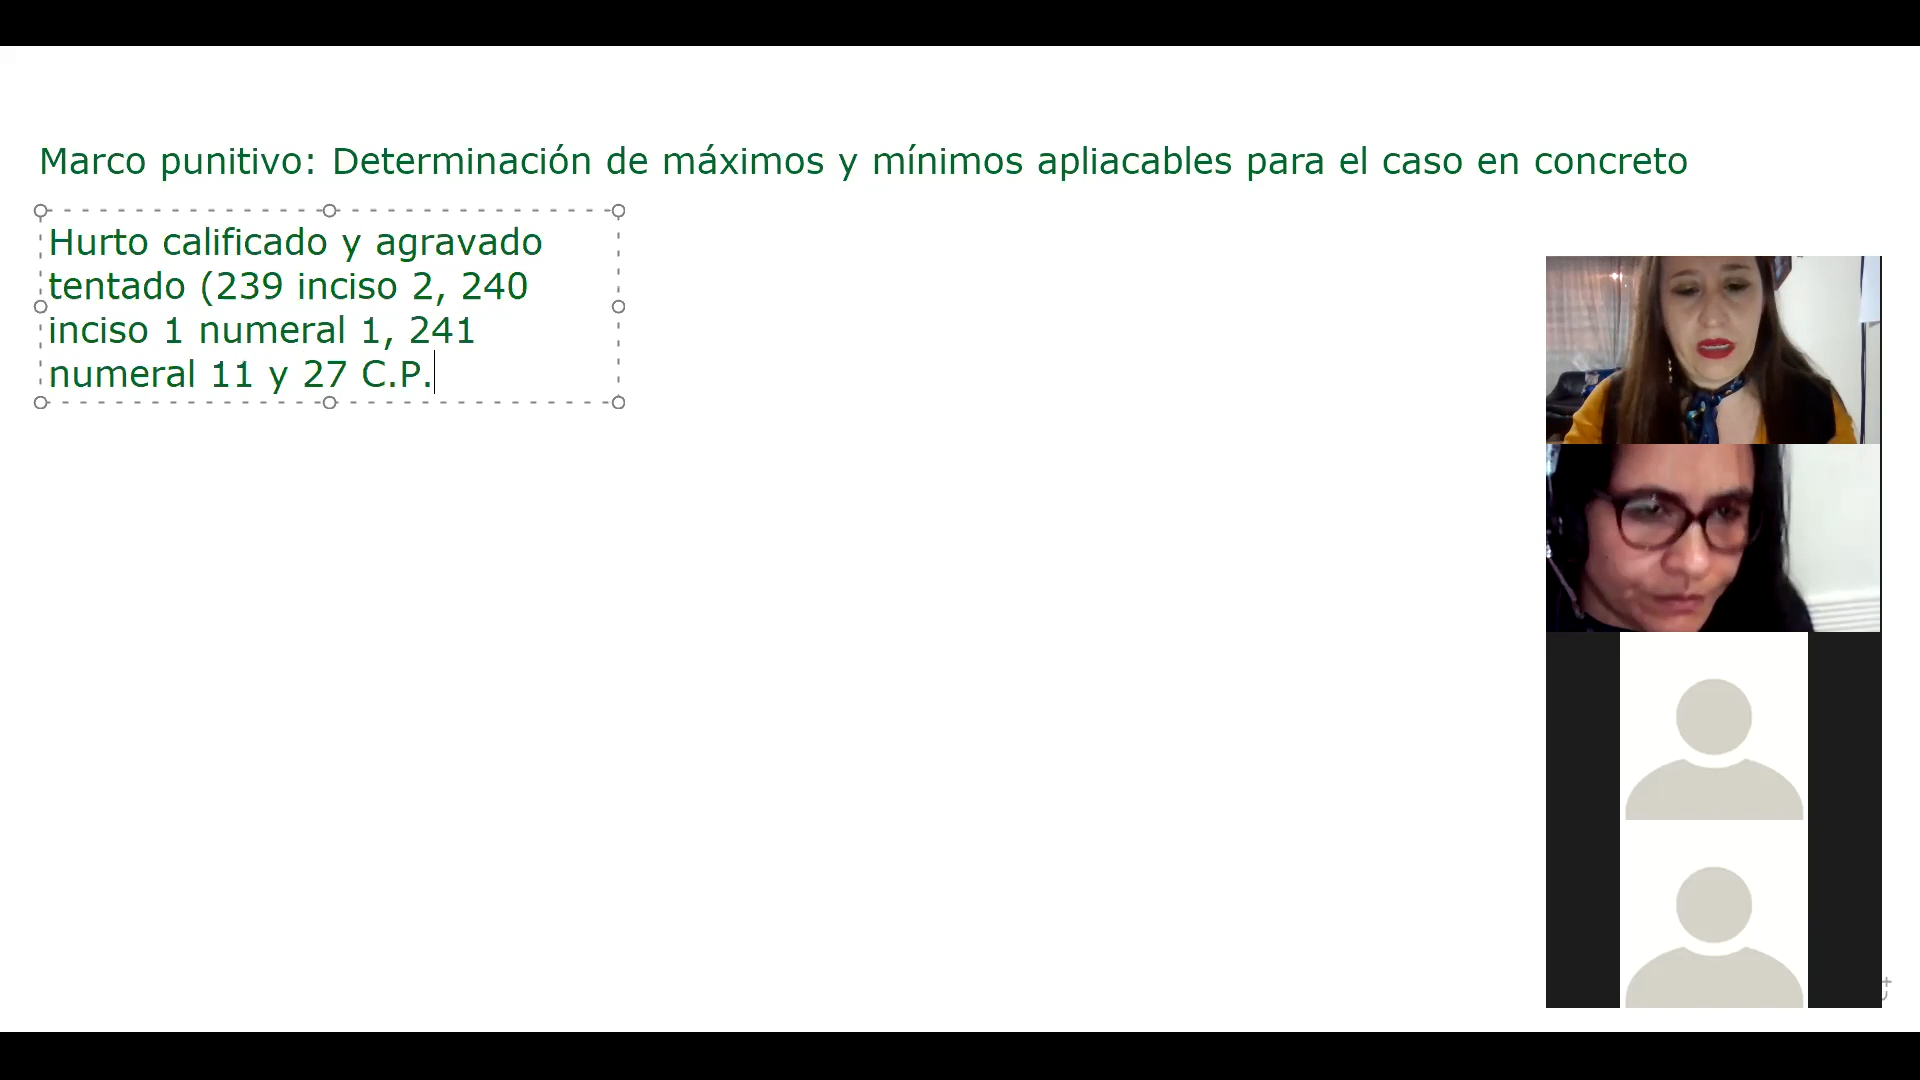 Marco punitivo: Determinación de máximos y mínimos apliacables para el caso en concreto
Hurto calificado y agravado
tentado (239 inciso 2, 240
inciso 1 numeral 1, 241
numeral 11 y 27 C.P.